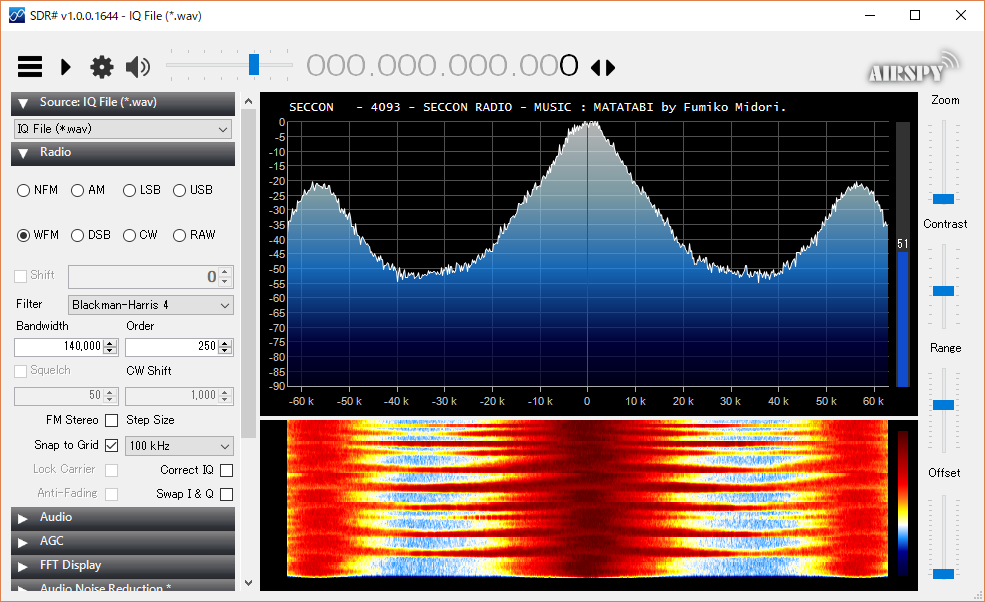 SDR# v1.0.0.1644 - IQ File (*.wav)
000.000.000.000
AIRSPY
Source: IQ File (*.wav)
IQ File (*.wav)
Radio
NFM AM LSB USB
WFM DSB CW RAW
Shift 0
Filter Blackman-Harris 4
Bandwidth Order
140,000 250
Squelch CW Shift
50 1,000
FM Stereo Step Size
Snap to Grid 100 kHz
Lock Carrier Correct IQ
Anti-Fading Swap I & Q
Audio
AGC
FFT Display
Audio Noise Reduction *
SECCON - 4093 - SECCON RADIO - MUSIC : MATATABI by Fumiko Midori.
0
-5
-10
-15
-20
-25
-30
-35
-40
-45
-50
-55
-60
-65
-70
-75
-80
-85
-90
-60 k -50 k -40 k -30 k -20 k -10 k 0 10 k 20 k 30 k 40 k 50 k 60 k
51
Zoom
Contrast
Range
Offset